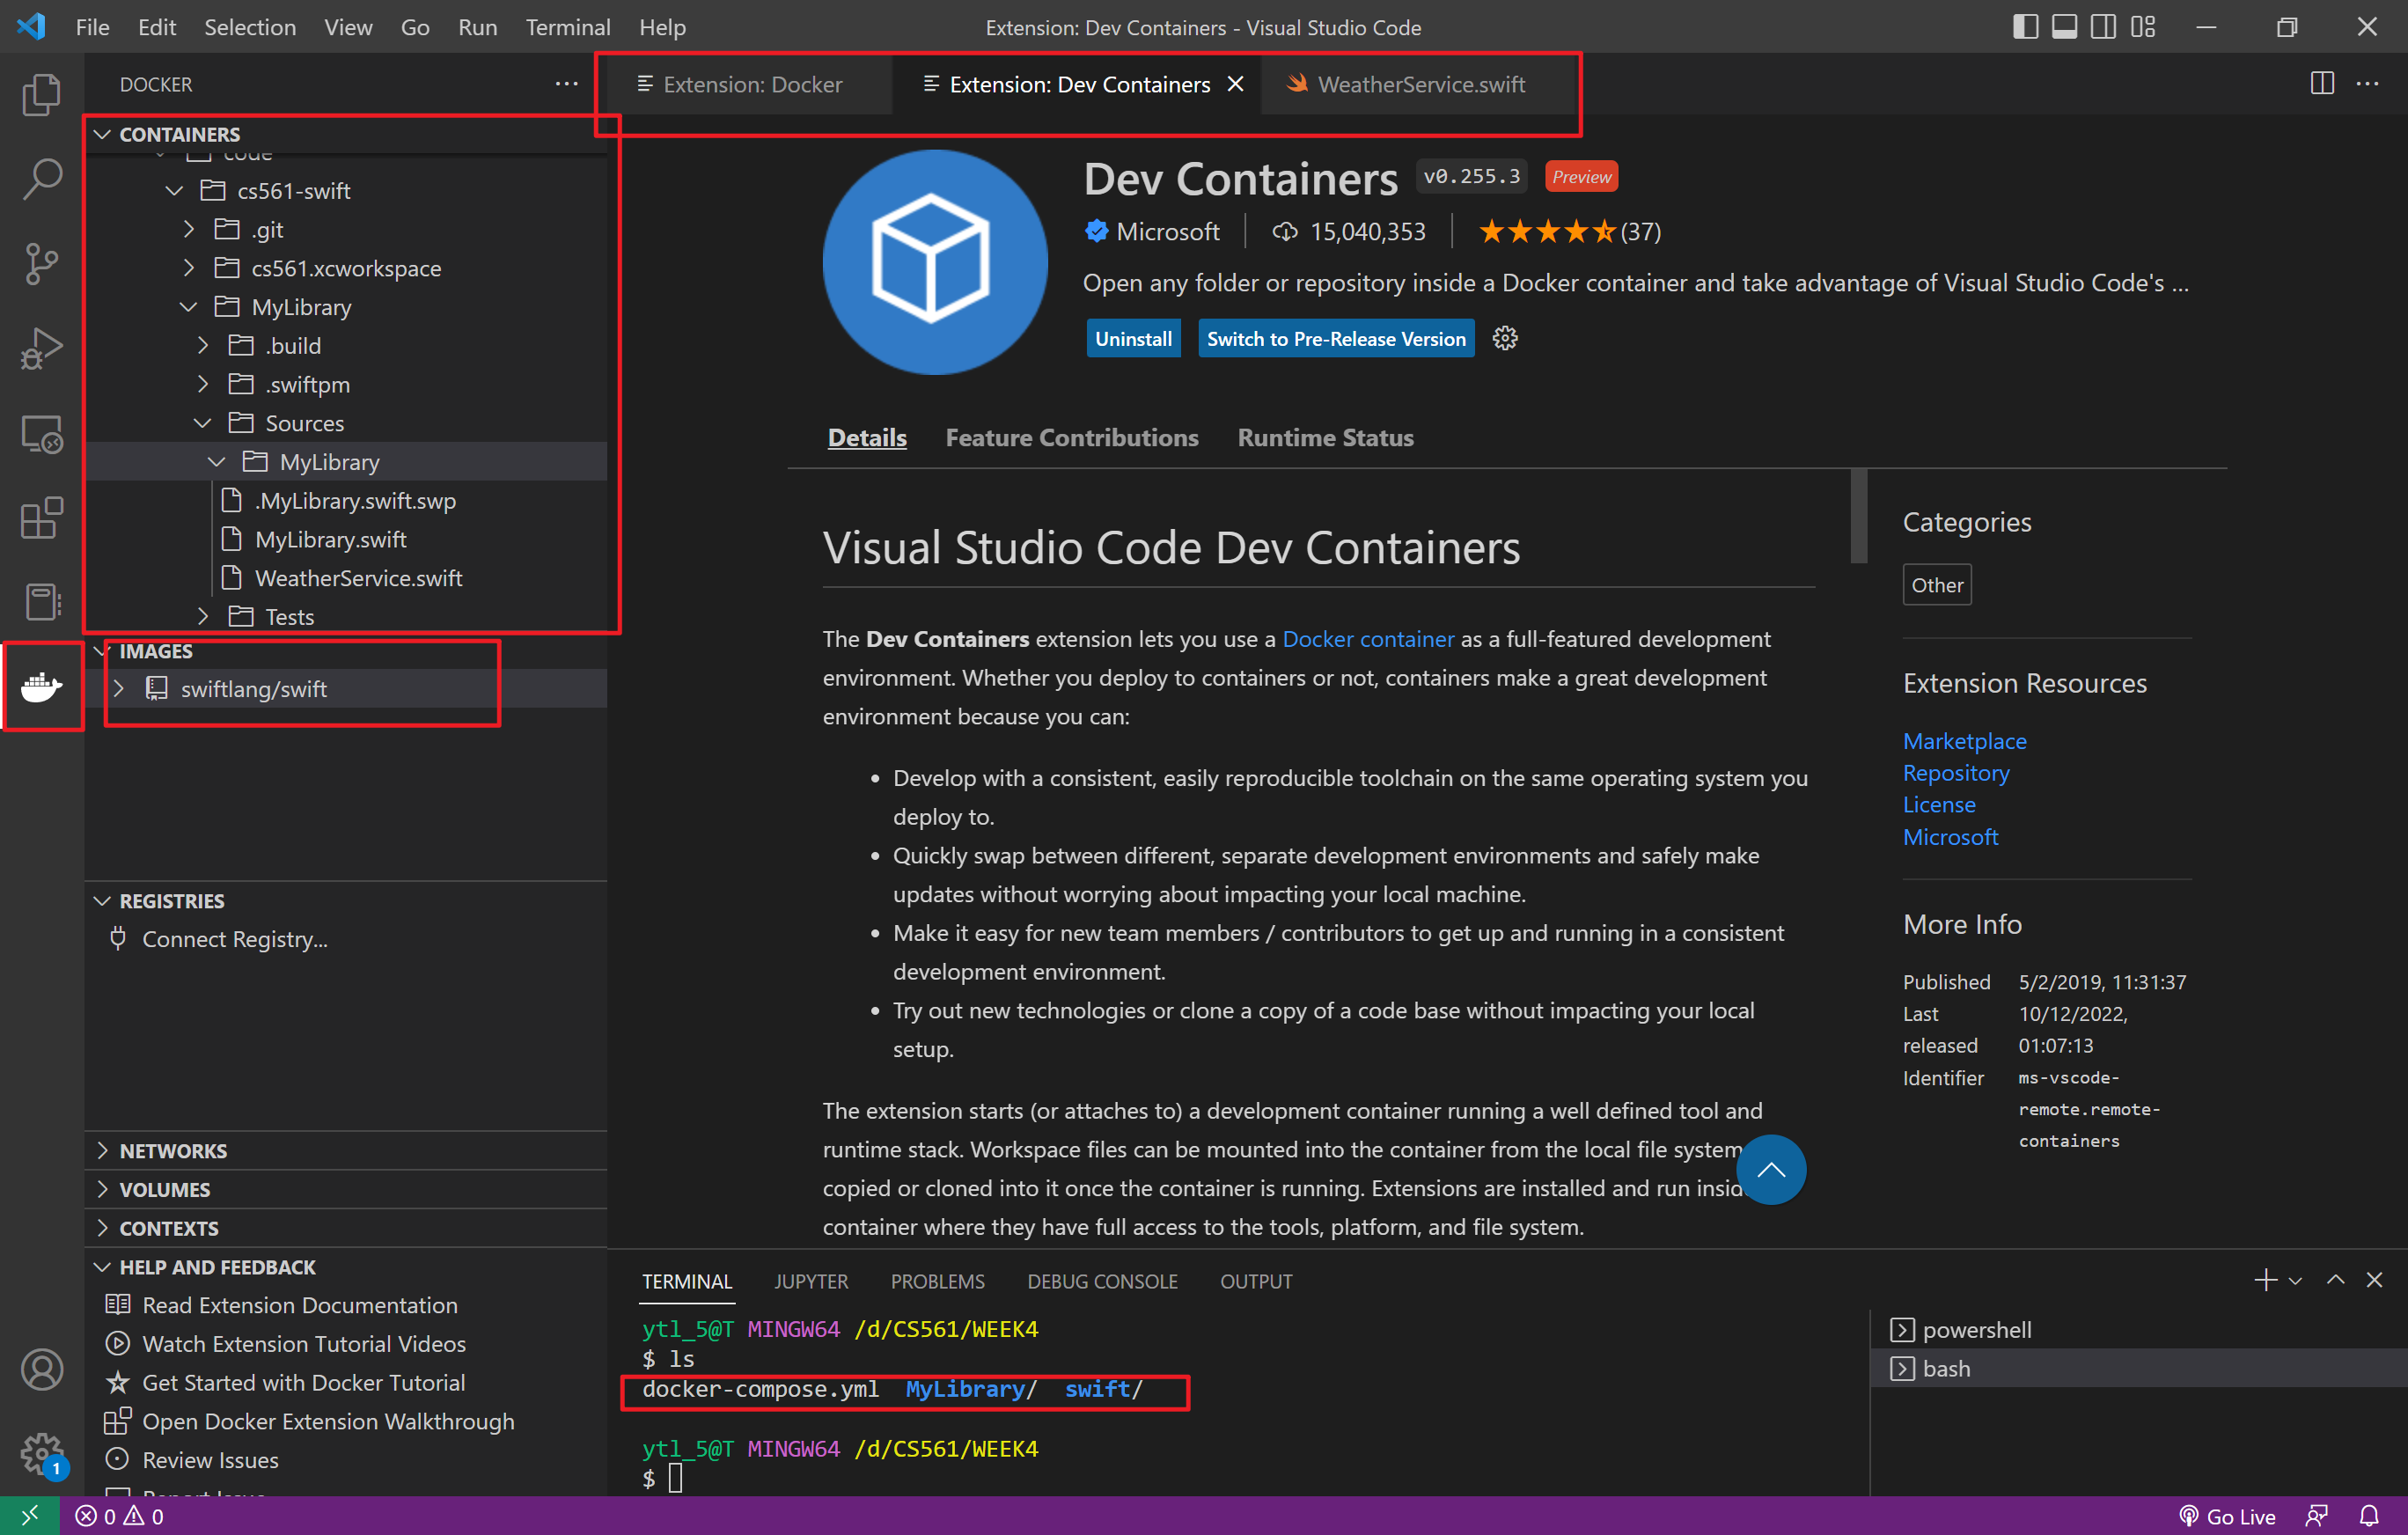 File Edit Selection View Go Run Terminal Help
Extension: Dev Containers - Visual Studio Code
DOCKER
CONTAINERS
code
cs561-swift
.git
cs561.xcworkspace
MyLibrary
.build
.swiftpm
Sources
MyLibrary
.MyLibrary.swift.swp
MyLibrary.swift
WeatherService.swift
Tests
IMAGES
swiftlang/swift
REGISTRIES
Connect Registry...
NETWORKS
VOLUMES
CONTEXTS
HELP AND FEEDBACK
Read Extension Documentation
Watch Extension Tutorial Videos
Get Started with Docker Tutorial
Open Docker Extension Walkthrough
Review Issues
Report Issue
1
Extension: Docker
Extension: Dev Containers
WeatherService.swift
Dev Containers v0.255.3 Preview
Microsoft 15,040,353 (37)
Open any folder or repository inside a Docker container and take advantage of Visual Studio Code's ...
Uninstall Switch to Pre-Release Version
Details Feature Contributions Runtime Status
Visual Studio Code Dev Containers
The Dev Containers extension lets you use a Docker container as a full-featured development
environment. Whether you deploy to containers or not, containers make a great development
environment because you can:
• Develop with a consistent, easily reproducible toolchain on the same operating system you
deploy to.
• Quickly swap between different, separate development environments and safely make
updates without worrying about impacting your local machine.
• Make it easy for new team members / contributors to get up and running in a consistent
development environment.
• Try out new technologies or clone a copy of a code base without impacting your local
setup.
The extension starts (or attaches to) a development container running a well defined tool and
runtime stack. Workspace files can be mounted into the container from the local file system
copied or cloned into it once the container is running. Extensions are installed and run insid
container where they have full access to the tools, platform, and file system.
Categories
Other
Extension Resources
Marketplace
Repository
License
Microsoft
More Info
Published 5/2/2019, 11:31:37
Last released 10/12/2022, 01:07:13
Identifier ms-vscode-remote.remote-containers
TERMINAL JUPYTER PROBLEMS DEBUG CONSOLE OUTPUT
ytl_5@T MINGW64 /d/CS561/WEEK4
$ ls
docker-compose.yml MyLibrary/ swift/
ytl_5@T MINGW64 /d/CS561/WEEK4
$
powershell
bash
0 0
Go Live